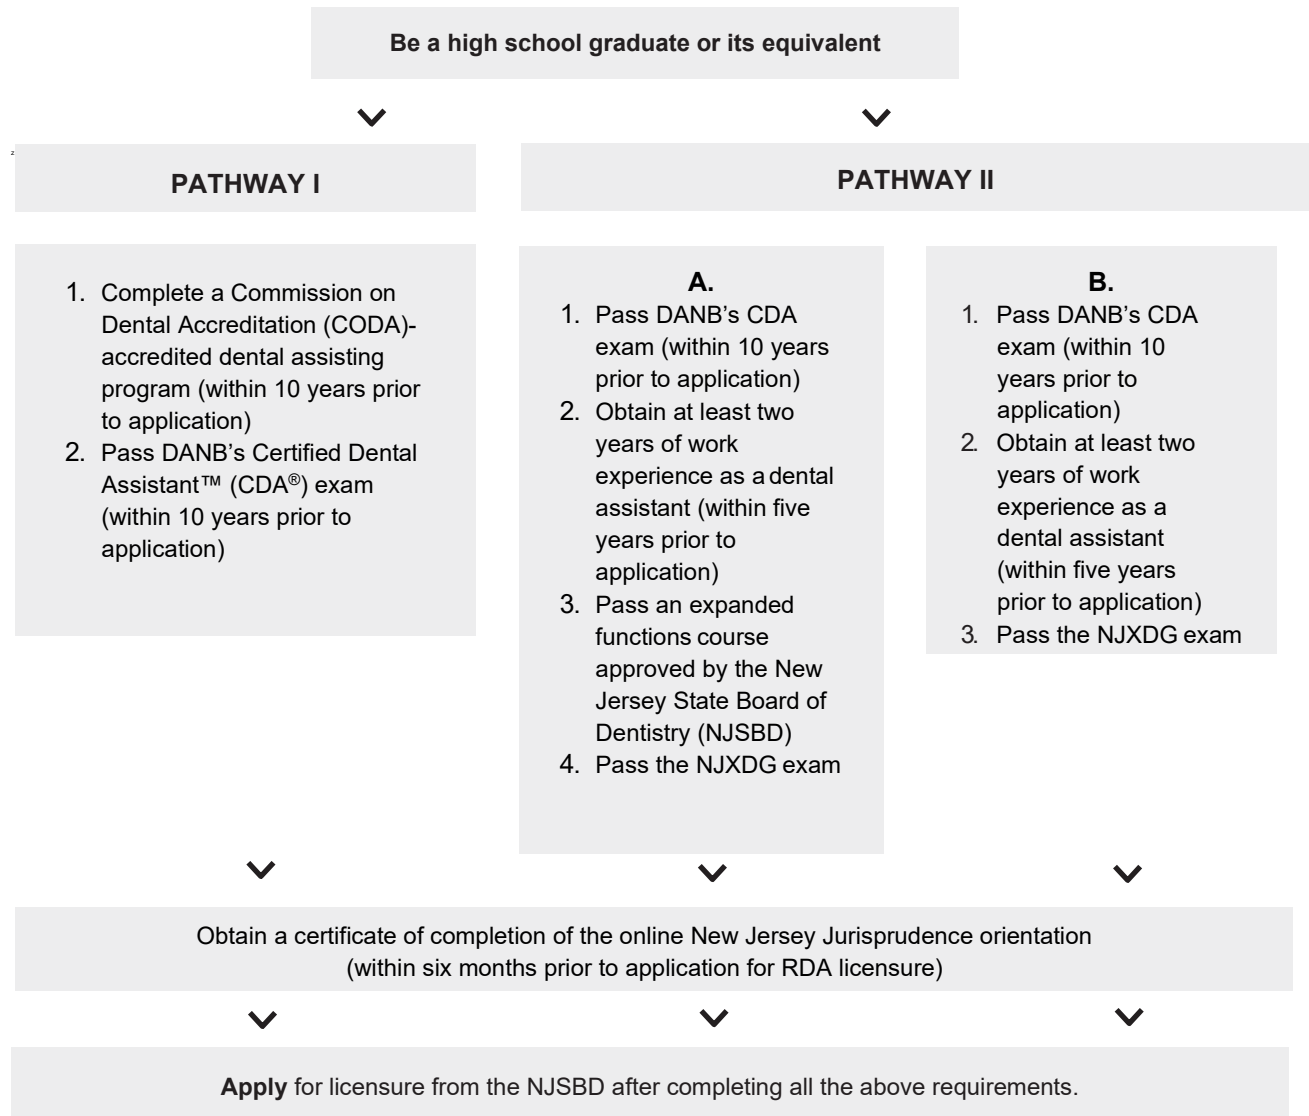 Be a high school graduate or its equivalent
z
PATHWAY I
PATHWAY II
1. Complete a Commission on
Dental Accreditation (CODA)-
accredited dental assisting
program (within 10 years prior
to application)
2. Pass DANB’s Certified Dental
Assistant™ (CDA®) exam
(within 10 years prior to
application)
A.
1. Pass DANB’s CDA
exam (within 10 years
prior to application)
2. Obtain at least two
years of work
experience as a dental
assistant (within five
years prior to
application)
3. Pass an expanded
functions course
approved by the New
Jersey State Board of
Dentistry (NJSBD)
4. Pass the NJXDG exam
B.
1. Pass DANB’s CDA
exam (within 10
years prior to
application)
2. Obtain at least two
years of work
experience as a
dental assistant
(within five years
prior to application)
3. Pass the NJXDG exam
Obtain a certificate of completion of the online New Jersey Jurisprudence orientation
(within six months prior to application for RDA licensure)
Apply for licensure from the NJSBD after completing all the above requirements.